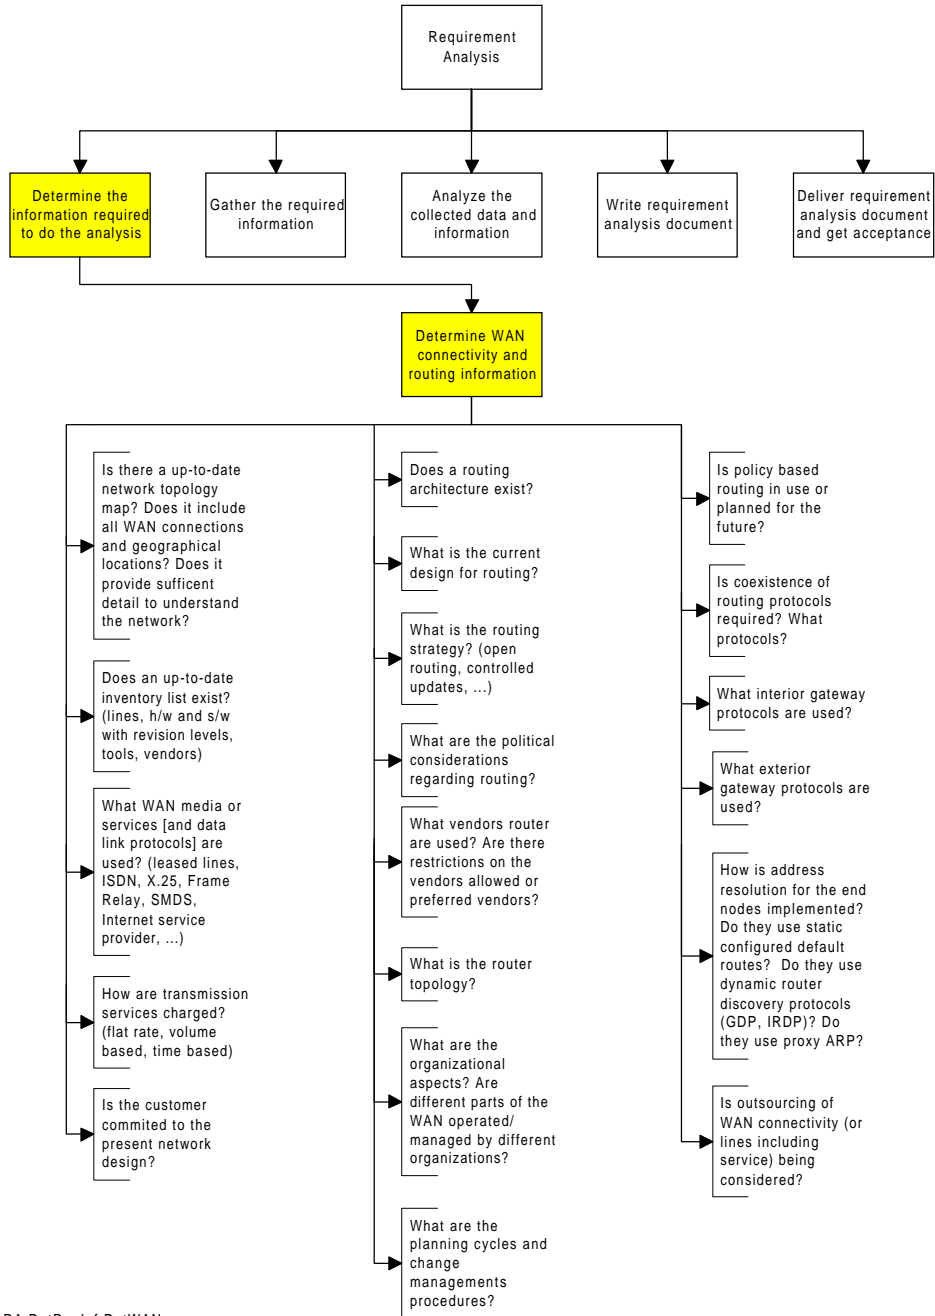 Requirement
Analysis
Determine the
information required
to do the analysis
Gather the required
information
Analyze the
collected data and
information
Write requirement
analysis document
Deliver requirement
analysis document
and get acceptance
Determine WAN
connectivity and
routing information
Is there a up-to-date
network topology
map? Does it include
all WAN connections
and geographical
locations? Does it
provide sufficent
detail to understand
the network?
Does an up-to-date
inventory list exist?
(lines, h/w and s/w
with revision levels,
tools, vendors)
What WAN media or
services [and data
link protocols] are
used? (leased lines,
ISDN, X.25, Frame
Relay, SMDS,
Internet service
provider, ...)
How are transmission
services charged?
(flat rate, volume
based, time based)
Is the customer
commited to the
present network
design?
Does a routing
architecture exist?
What is the current
design for routing?
What is the routing
strategy? (open
routing, controlled
updates, ...)
What are the political
considerations
regarding routing?
What vendors router
are used? Are there
restrictions on the
vendors allowed or
preferred vendors?
What is the router
topology?
What are the
organizational
aspects? Are
different parts of the
WAN operated/
managed by different
organizations?
What are the
planning cycles and
change
managements
procedures?
Is policy based
routing in use or
planned for the
future?
Is coexistence of
routing protocols
required? What
protocols?
What interior gateway
protocols are used?
What exterior
gateway protocols are
used?
How is address
resolution for the end
nodes implemented?
Do they use static
configured default
routes?  Do they use
dynamic router
discovery protocols
(GDP, IRDP)? Do
they use proxy ARP?
Is outsourcing of
WAN connectivity (or
lines including
service) being
considered?